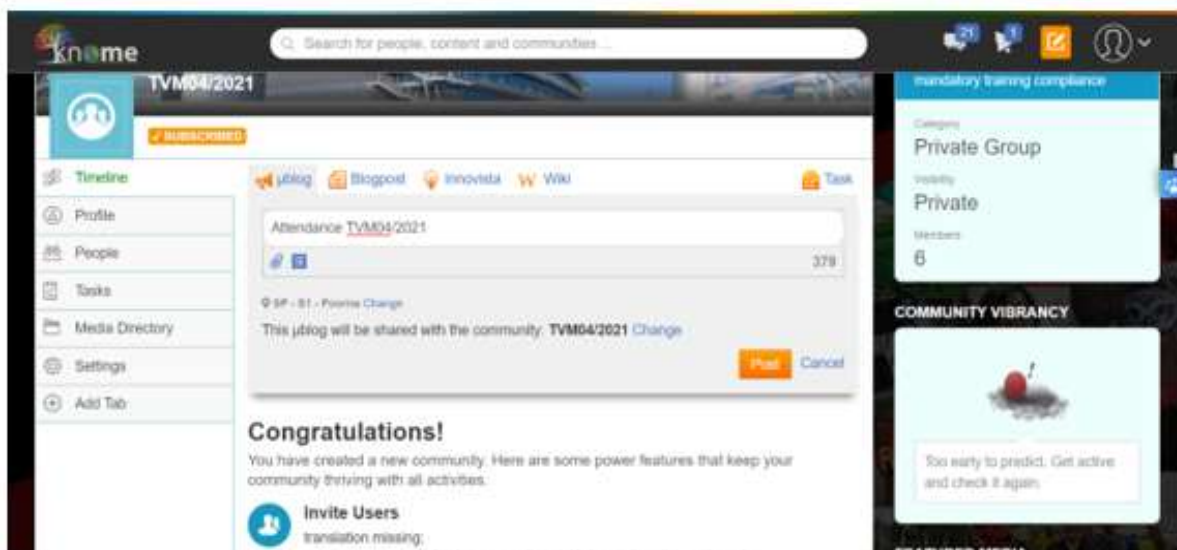 knome
Search for people, content and communities ...
21
1
TVM04/2021
SUBSCRIBED
Timeline
Profile
People
Tasks
Media Directory
Settings
Add Tab
µblog
Blogpost
Innovista
Wiki
Task
Attendance TVM04/2021
379
Change
This µblog will be shared with the community: TVM04/2021 Change
Post
Cancel
Congratulations!
You have created a new community. Here are some power features that keep your
community thriving with all activities.
Invite Users
translation missing:
mandatory training compliance
Category
Private Group
Visibility
Private
Members
6
COMMUNITY VIBRANCY
!
Too early to predict. Get active
and check it again.
FEATURED MEDIA